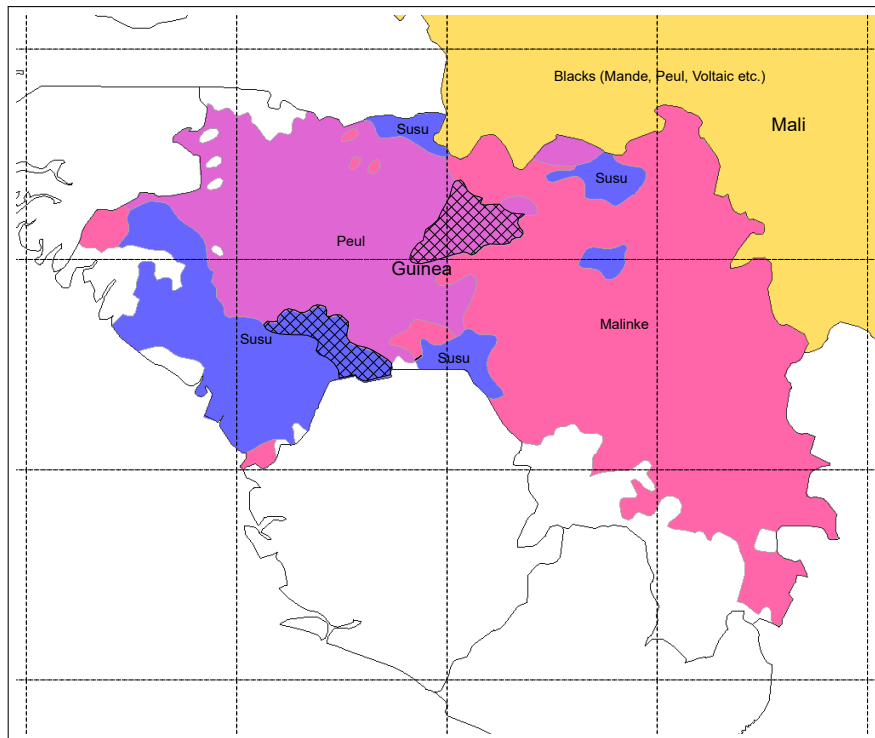 Blacks (Mande, Peul, Voltaic etc.)
Mali
Susu
Susu
Peul
Guinea
Malinke
Susu
Susu